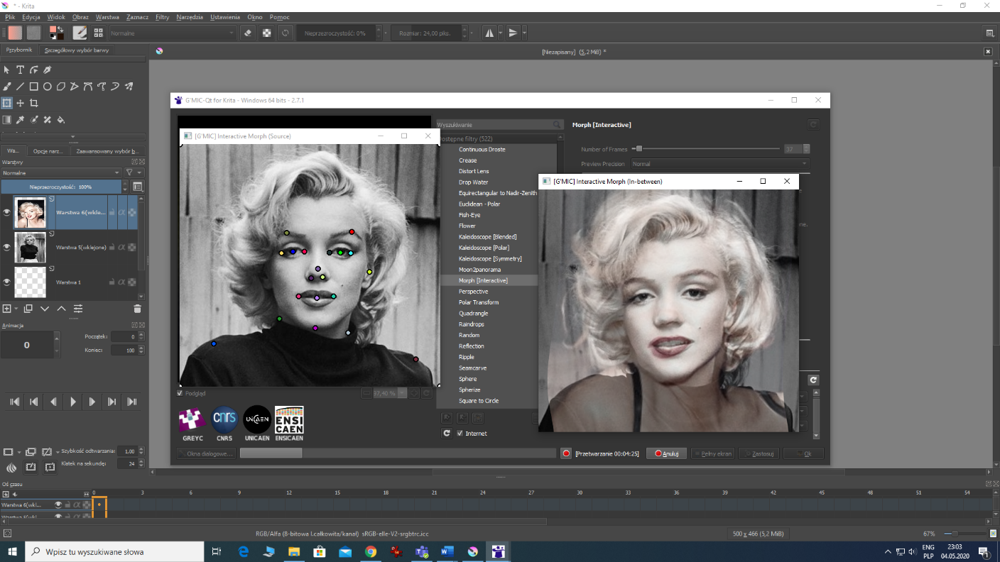 * - Krita
Plik Edycja Widok Obraz Warstwa Zaznacz Filtry Narzędzia Ustawienia Okno Pomoc
Normalne
Nieprzezroczystość: 0%
Rozmiar: 24,00 piks.
Przybornik
Szczegółowy wybór barwy
[Niezapisany] (5,2 MiB) *
G'MIC-Qt for Krita - Windows 64 bits - 2.7.1
[G'MIC] Interactive Morph (Source)
Wyszukiwanie
Dostępne filtry (522)
Continuous Droste
Crease
Distort Lens
Drop Water
Equirectangular to Nadir-Zenith
Euclidean - Polar
Fish-Eye
Flower
Kaleidoscope [Blended]
Kaleidoscope [Polar]
Kaleidoscope [Symmetry]
Moon2panorama
Morph [Interactive]
Perspective
Polar Transform
Quadrangle
Raindrops
Random
Reflection
Ripple
Seamcarve
Sphere
Spherize
Square to Circle
Internet
Morph [Interactive]
Number of Frames
37
Preview Precision
Normal
[G'MIC] Interactive Morph (In-between)
Wa...
Opcje narz...
Zaawansowany wybór b...
Warstwy
Normalne
Nieprzezroczystość: 100%
Warstwa 6(wkle...
Warstwa 5(wklejone)
Warstwa 1
Animacja
0
Początek: 0
Koniec: 100
Szybkość odtwarzania: 1,00
Klatek na sekundę: 24
Podgląd
37,40 %
GREYC
cnrs
CNRS
UNICAEN
UNICAEN
ENSI
CAEN
ENSICAEN
Okna dialogowe...
[Przetwarzanie 00:04:25]
Anuluj
Pełny ekran
Zastosuj
Ok
Oś czasu
0 3 6 9 12 15 18 21 24 27 30 33 36 39 42 45 48 51 54
Warstwa 6(wkl...
Warstwa 5(wkl
RGB/Alfa (8-bitowa l.całkowita/kanał) sRGB-elle-V2-srgbtrc.icc
500 x 466 (5,2 MiB)
67%
Wpisz tu wyszukiwane słowa
ENG
PLP
23:03
04.05.2020
1